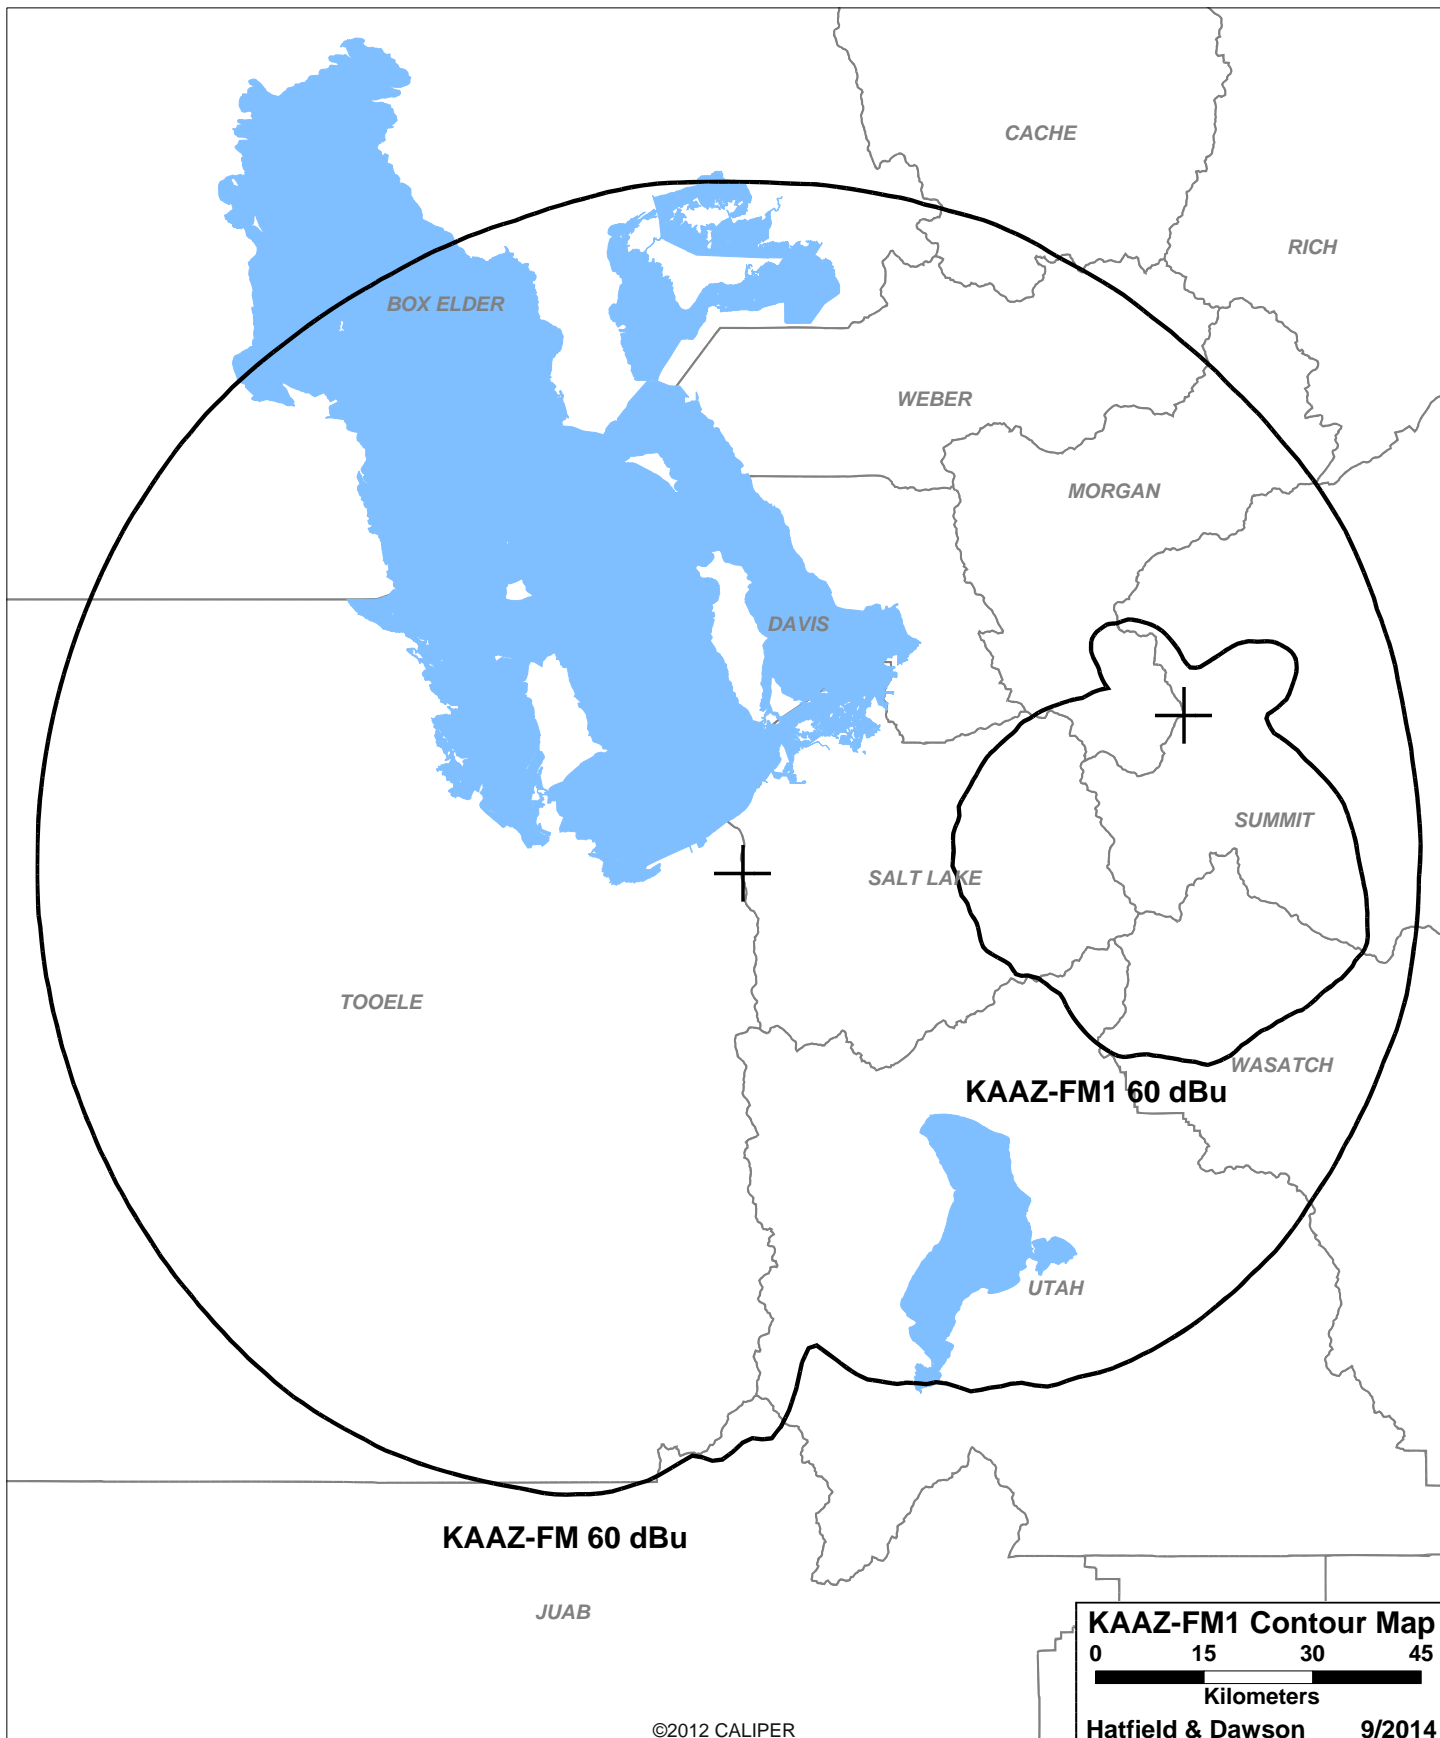 CACHE
RICH
BOX ELDER
WEBER
MORGAN
DAVIS
SUMMIT
SALT LAKE
TOOELE
WASATCH
KAAZ-FM1 60 dBu
UTAH
KAAZ-FM 60 dBu
JUAB
KAAZ-FM1 Contour Map
0 15 30 45
Kilometers
Hatfield & Dawson 9/2014
©2012 CALIPER